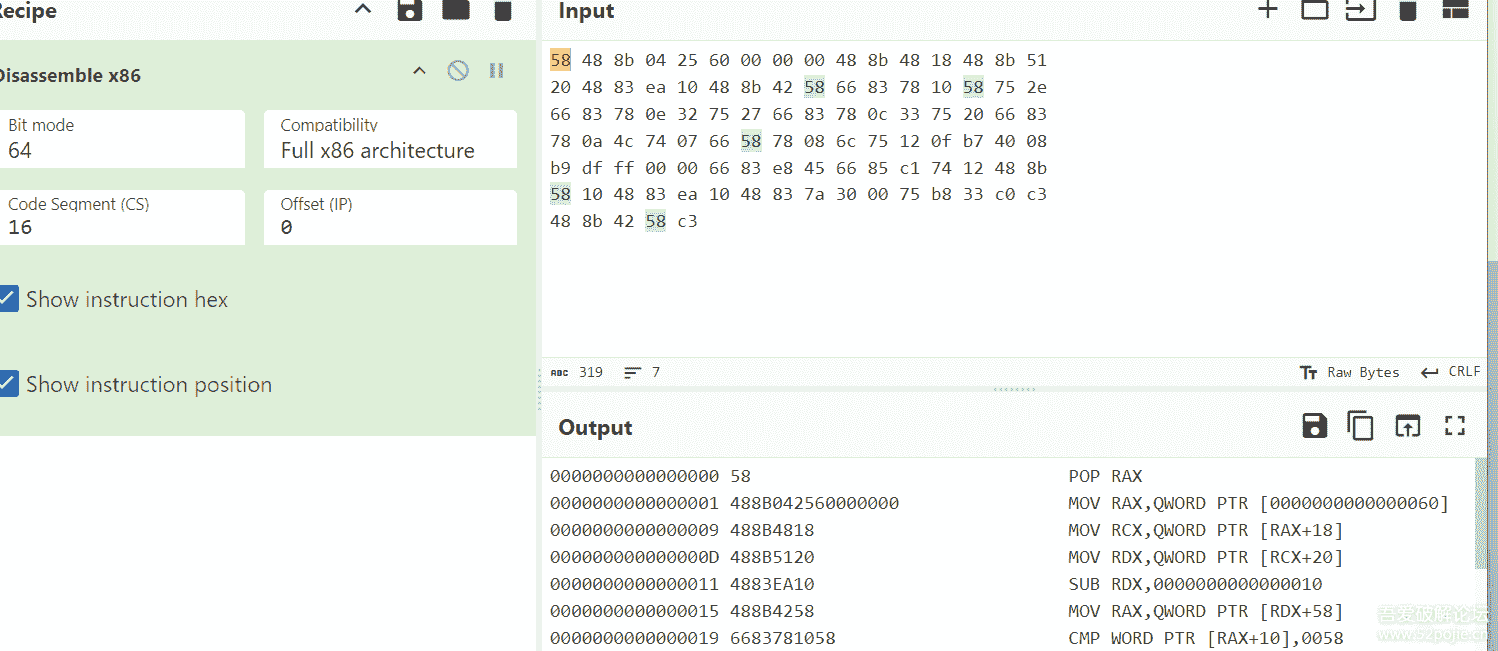 Recipe
Input
Disassemble x86
Bit mode
64
Compatibility
Full x86 architecture
Code Segment (CS)
16
Offset (IP)
0
Show instruction hex
Show instruction position
58 48 8b 04 25 60 00 00 00 48 8b 48 18 48 8b 51
20 48 83 ea 10 48 8b 42 58 66 83 78 10 58 75 2e
66 83 78 0e 32 75 27 66 83 78 0c 33 75 20 66 83
78 0a 4c 74 07 66 58 78 08 6c 75 12 0f b7 40 08
b9 df ff 00 00 66 83 e8 45 66 85 c1 74 12 48 8b
58 10 48 83 ea 10 48 83 7a 30 00 75 b8 33 c0 c3
48 8b 42 58 c3
ABC 319 7
Raw Bytes CRLF
Output
0000000000000000 58 POP RAX
0000000000000001 488B042560000000 MOV RAX,QWORD PTR [0000000000000060]
0000000000000009 488B4818 MOV RCX,QWORD PTR [RAX+18]
000000000000000D 488B5120 MOV RDX,QWORD PTR [RCX+20]
0000000000000011 4883EA10 SUB RDX,0000000000000010
0000000000000015 488B4258 MOV RAX,QWORD PTR [RDX+58]
0000000000000019 6683781058 CMP WORD PTR [RAX+10],0058
吾爱破解论坛
www.52pojie.cn